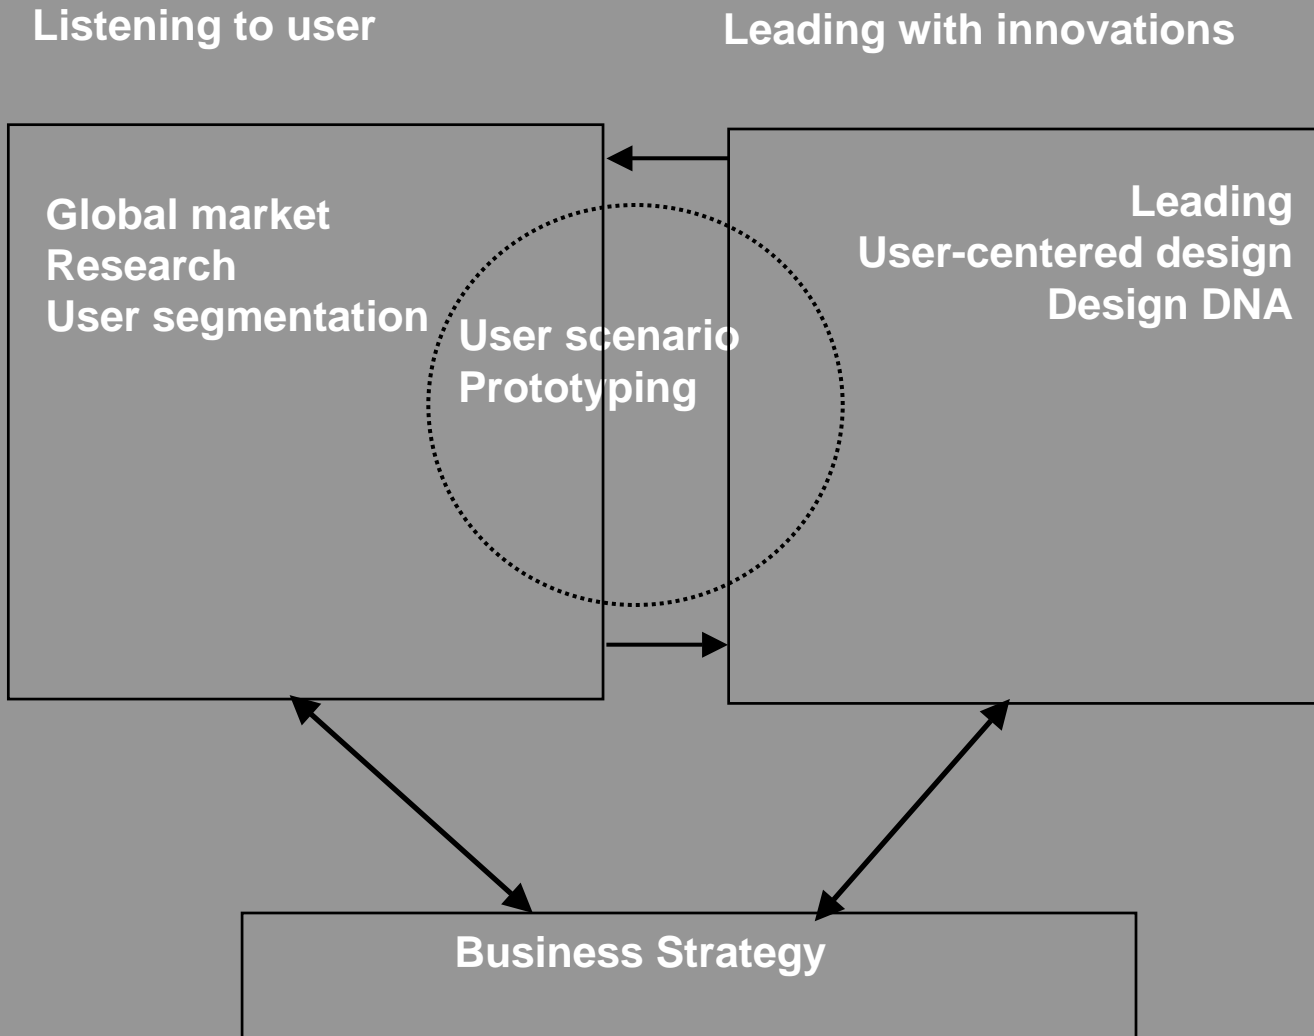 Listening to user
Leading with innovations
Global market
Research
User segmentation
User scenario
Prototyping
Leading
User-centered design
Design DNA
Business Strategy